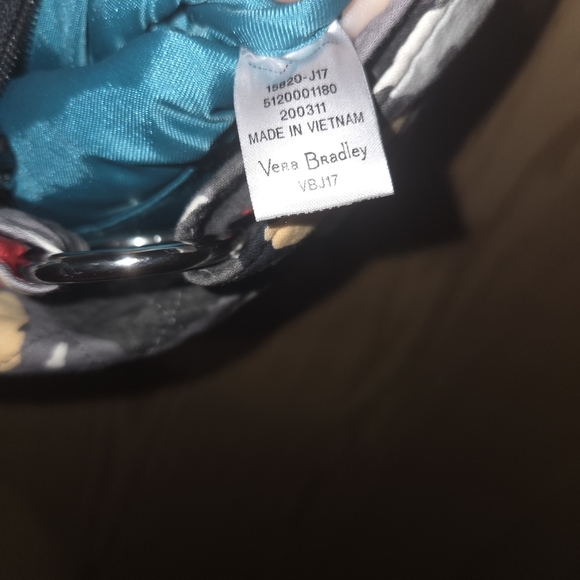 15820-J17
5120001180
200311
MADE IN VIETNAM
Vera Bradley
VBJ17